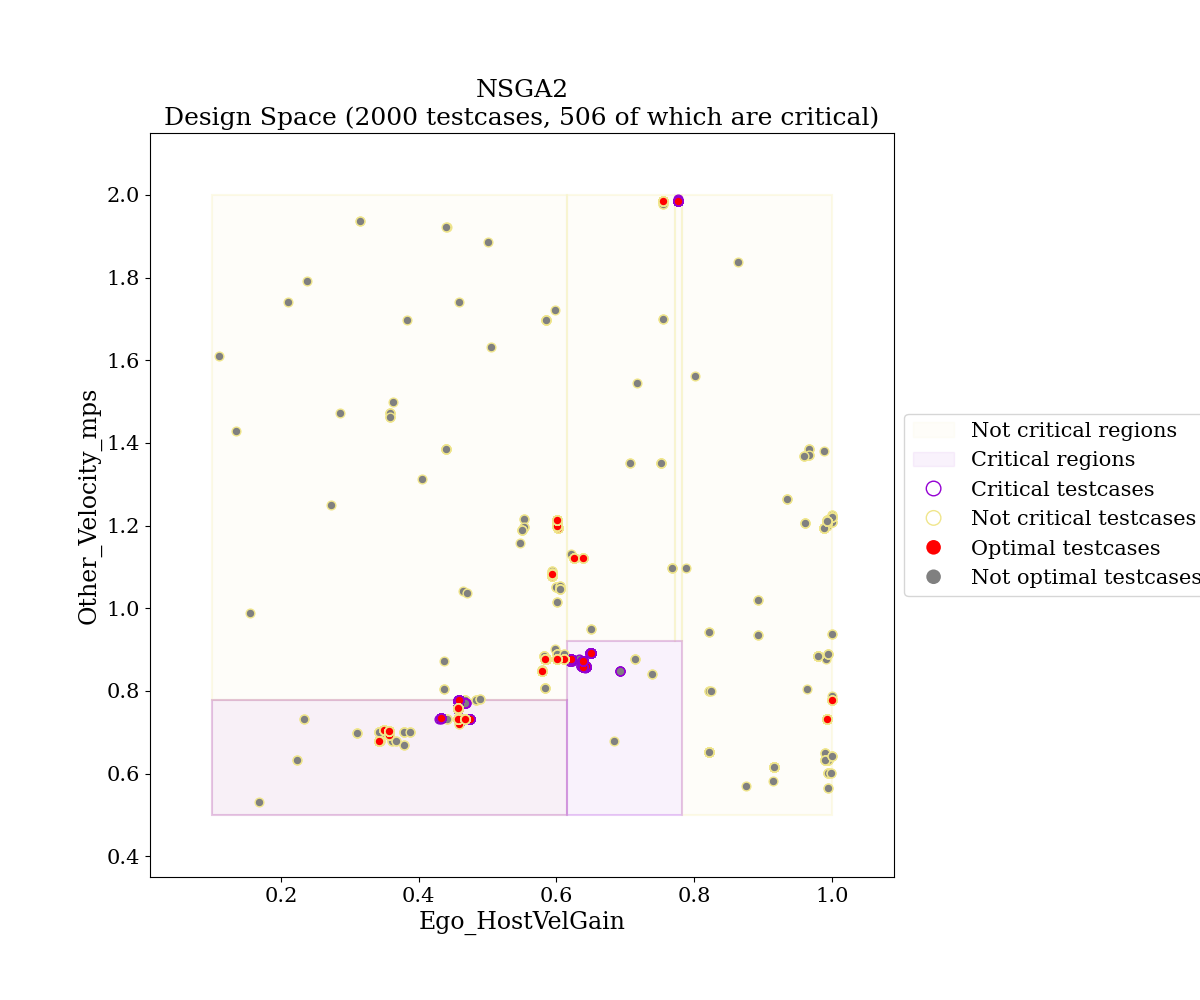 NSGA2
Design Space (2000 testcases, 506 of which are critical)
Other_Velocity_mps
2.0
1.8
1.6
1.4
1.2
1.0
0.8
0.6
0.4
0.2
0.4
0.6
0.8
1.0
Ego_HostVelGain
Not critical regions
Critical regions
Critical testcases
Not critical testcases
Optimal testcases
Not optimal testcases